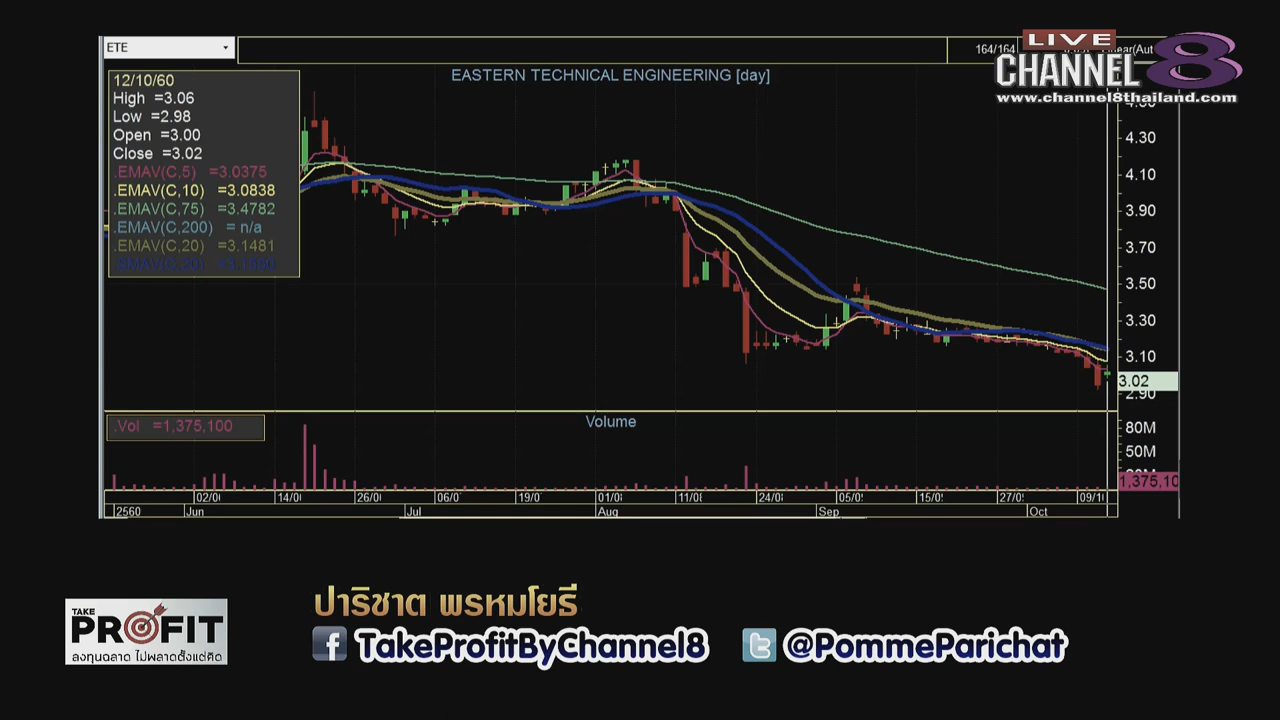 ETE
164/164
LIVE
CHANNEL 8
www.channel8thailand.com
EASTERN TECHNICAL ENGINEERING [day]
12/10/60
High =3.06
Low =2.98
Open =3.00
Close =3.02
.EMAV(C,5) =3.0375
.EMAV(C,10) =3.0838
.EMAV(C,75) =3.4782
.EMAV(C,200) = n/a
.EMAV(C,20) =3.1481
4.30
4.10
3.90
3.70
3.50
3.30
3.10
3.02
2.90
.Vol =1,375,100
Volume
80M
50M
1,375,10
02/0 14/0 26/0 06/ 19/ 01/0 11/0 24/0 05/0 15/0 27/0 09/1
2560 Jun Jul Aug Sep Oct
TAKE
PROFIT
ลงทุนฉลาด ไม่พลาดตั้งแต่คิด
ปาริชาต พรหมโยธี
TakeProfitByChannel8
@PommeParichat